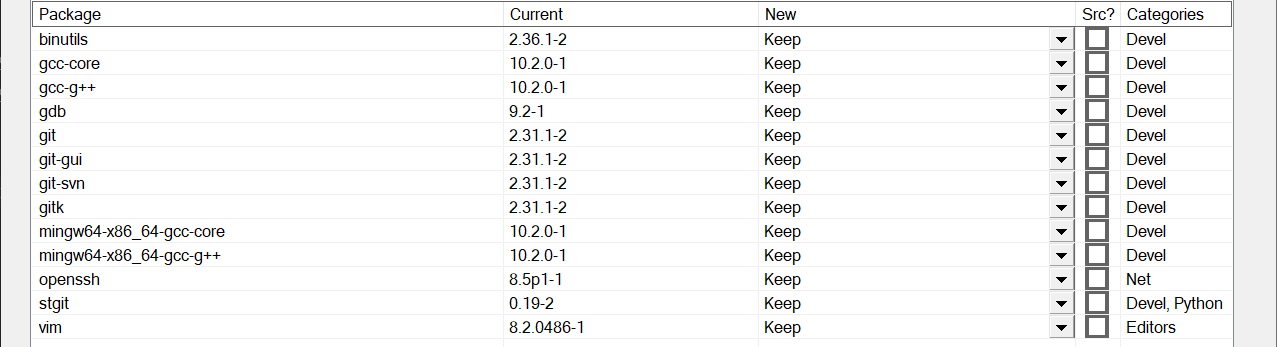 Package Current New Src? Categories
binutils 2.36.1-2 Keep Devel
gcc-core 10.2.0-1 Keep Devel
gcc-g++ 10.2.0-1 Keep Devel
gdb 9.2-1 Keep Devel
git 2.31.1-2 Keep Devel
git-gui 2.31.1-2 Keep Devel
git-svn 2.31.1-2 Keep Devel
gitk 2.31.1-2 Keep Devel
mingw64-x86_64-gcc-core 10.2.0-1 Keep Devel
mingw64-x86_64-gcc-g++ 10.2.0-1 Keep Devel
openssh 8.5p1-1 Keep Net
stgit 0.19-2 Keep Devel, Python
vim 8.2.0486-1 Keep Editors